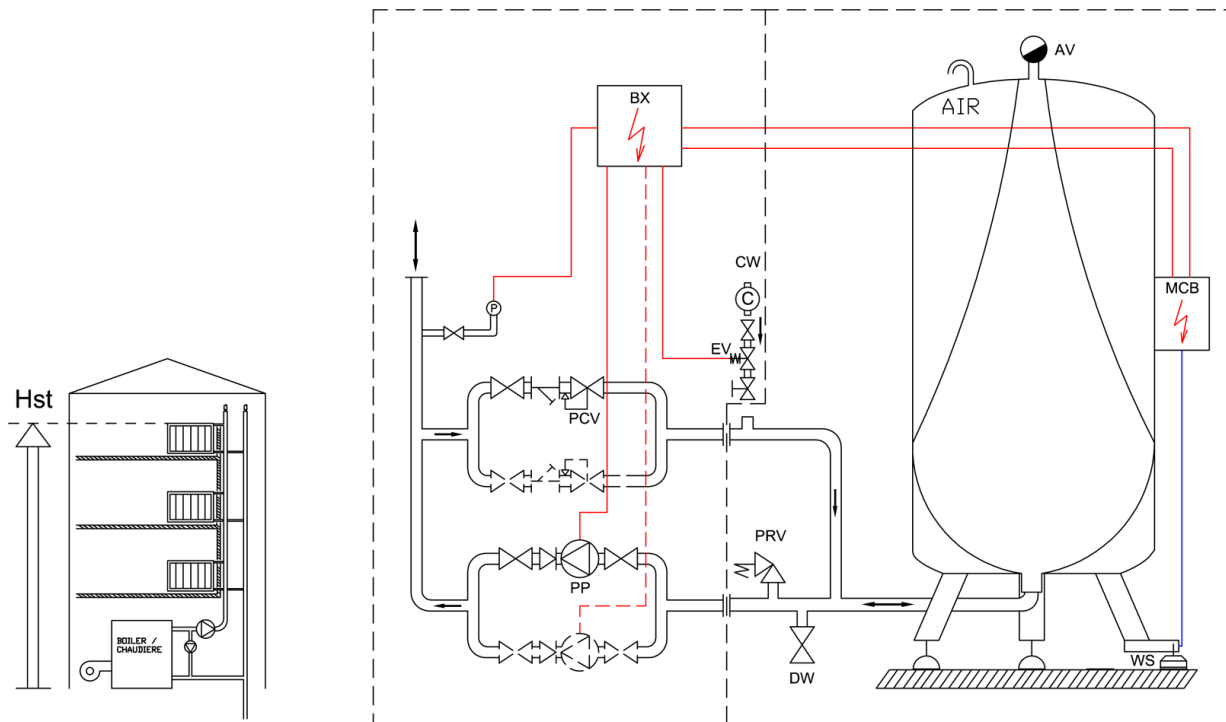 AV
BX
AIR
CW
C
P
MCB
EV
PCV
Hst
PRV
PP
BOILER /
CHAUDIERE
WS
DW